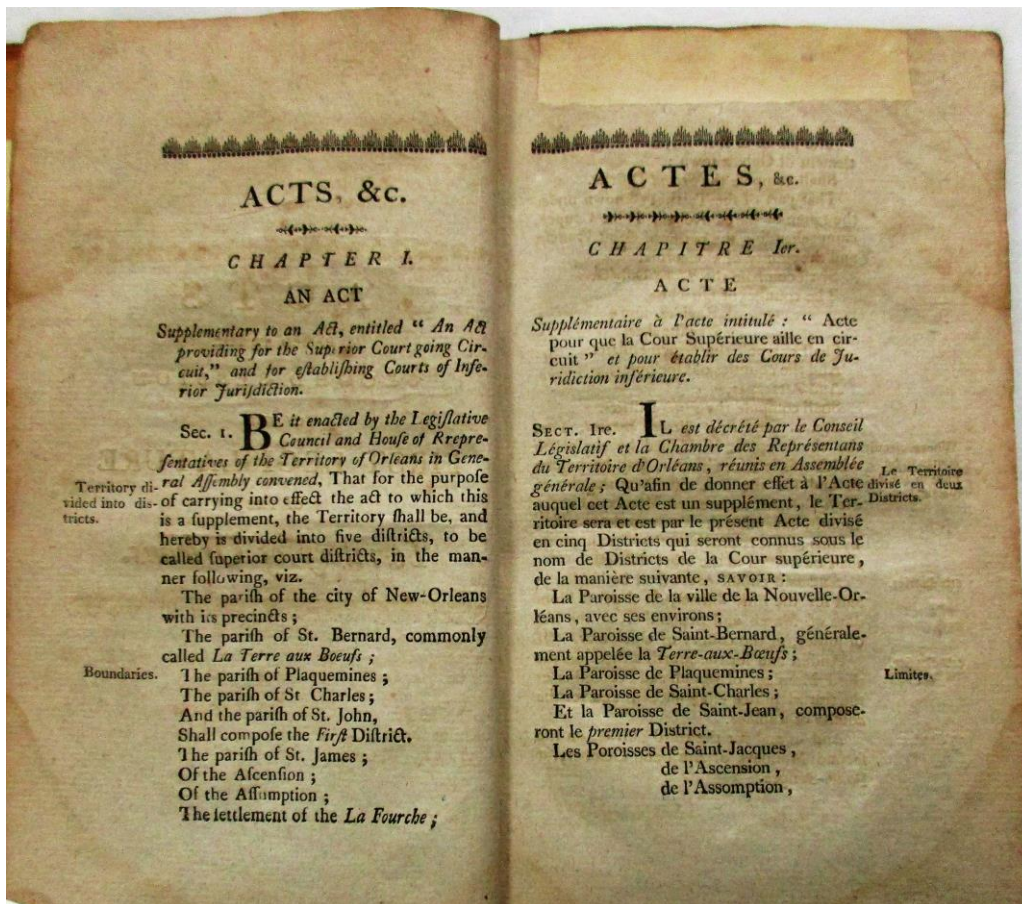 ACTS, &c.
CHAPTER I.
AN ACT
Supplementary to an Act, entitled “ An Act
providing for the Superior Court going Cir-
cuit,” and for eſtabliſhing Courts of Infe-
rior Juriſdiction.
Sec. 1. BE it enacted by the Legiſlative
Council and Houſe of Rrepre-
ſentatives of the Territory of Orleans in Gene-
ral Aſſembly convened, That for the purpoſe
of carrying into effect the act to which this
is a ſupplement, the Territory ſhall be, and
hereby is divided into five diſtricts, to be
called ſuperior court diſtricts, in the man-
ner following, viz.
Territory di-
vided into diſ-
tricts.
The pariſh of the city of New-Orleans
with its precincts ;
The pariſh of St. Bernard, commonly
called La Terre aux Boeufs ;
Boundaries.
The pariſh of Plaquemines ;
The pariſh of St Charles ;
And the pariſh of St. John,
Shall compoſe the Firſt Diſtrict.
The pariſh of St. James ;
Of the Aſcenſion ;
Of the Aſſumption ;
The ſettlement of the La Fourche ;
ACTES, &c.
CHAPITRE Ier.
ACTE
Supplémentaire à l'acte intitulé : “ Acte
pour que la Cour Supérieure aille en cir-
cuit ” et pour établir des Cours de Ju-
ridiction inférieure.
SECT. 1re. IL est décrété par le Conseil
Législatif et la Chambre des Représentans
du Territoire d'Orléans, réunis en Assemblée
générale ; Qu'afin de donner effet à l'Acte
auquel cet Acte est un supplément, le Ter-
ritoire sera et est par le présent Acte divisé
en cinq Districts qui seront connus sous le
nom de Districts de la Cour supérieure,
de la manière suivante, SAVOIR :
Le Territoire
divisé en deux
Districts.
La Paroisse de la ville de la Nouvelle-Or-
léans, avec ses environs ;
La Paroisse de Saint-Bernard, générale-
ment appelée la Terre-aux-Bœufs ;
La Paroisse de Plaquemines ;
Limites.
La Paroisse de Saint-Charles ;
Et la Paroisse de Saint-Jean, compose-
ront le premier District.
Les Poroisses de Saint-Jacques,
de l'Ascension,
de l'Assomption,